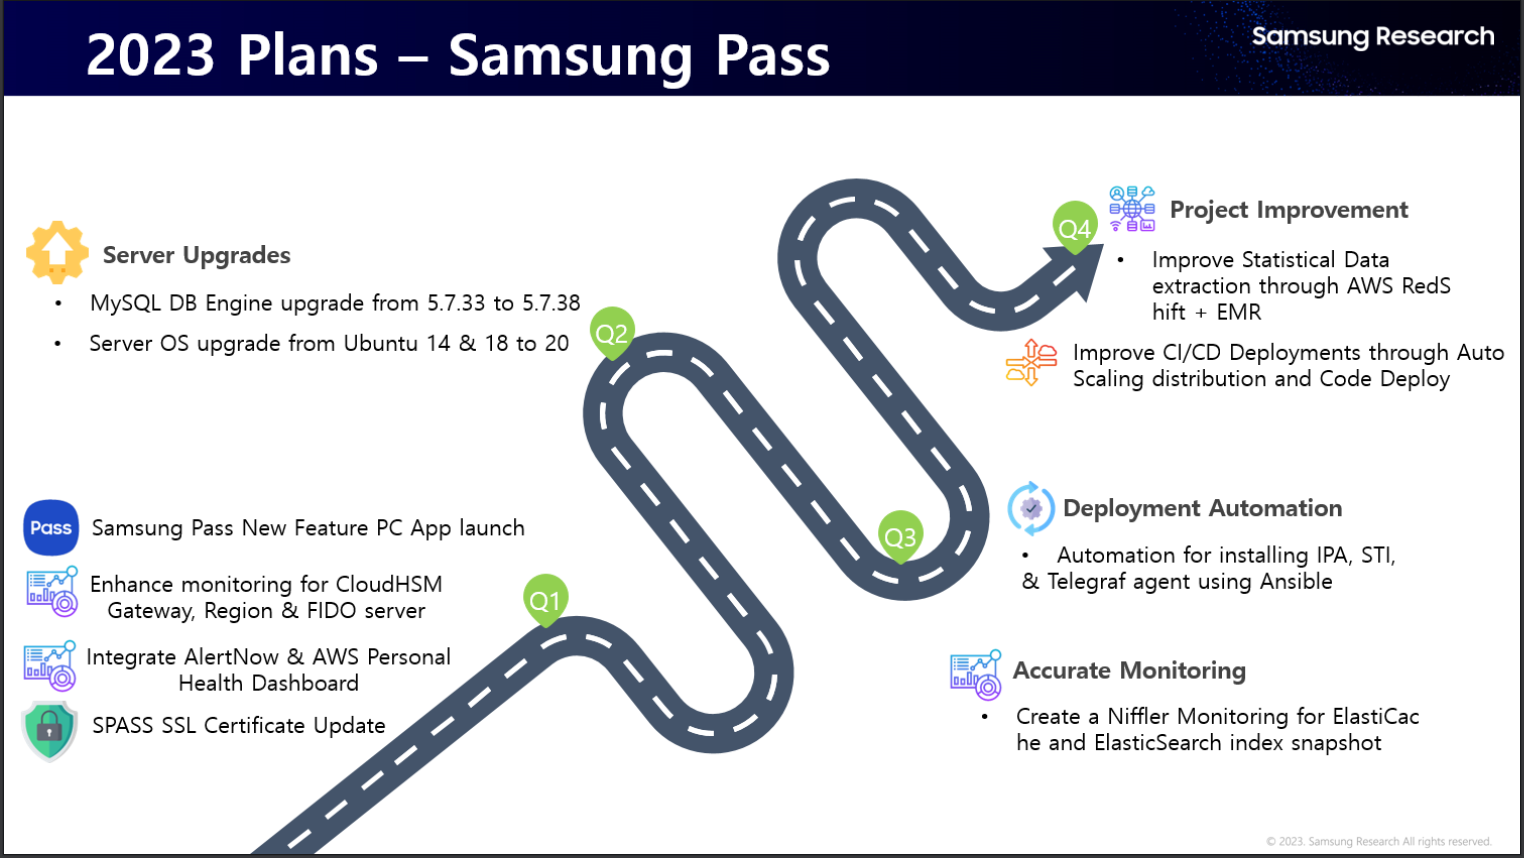 2023 Plans – Samsung Pass
Samsung Research
Server Upgrades
• MySQL DB Engine upgrade from 5.7.33 to 5.7.38
• Server OS upgrade from Ubuntu 14 & 18 to 20
Q2
Pass
Samsung Pass New Feature PC App launch
Enhance monitoring for CloudHSM
Gateway, Region & FIDO server
Integrate AlertNow & AWS Personal
Health Dashboard
SPASS SSL Certificate Update
Q1
Q4
Project Improvement
• Improve Statistical Data
extraction through AWS RedS
hift + EMR
Improve CI/CD Deployments through Auto
Scaling distribution and Code Deploy
Q3
Deployment Automation
• Automation for installing IPA, STI,
& Telegraf agent using Ansible
Accurate Monitoring
• Create a Niffler Monitoring for ElastiCac
he and ElasticSearch index snapshot
© 2023. Samsung Research All rights reserved.